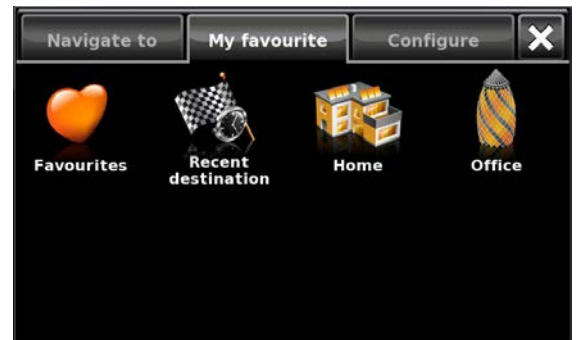 Navigate to
My favourite
Configure
Favourites
Recent
destination
Home
Office